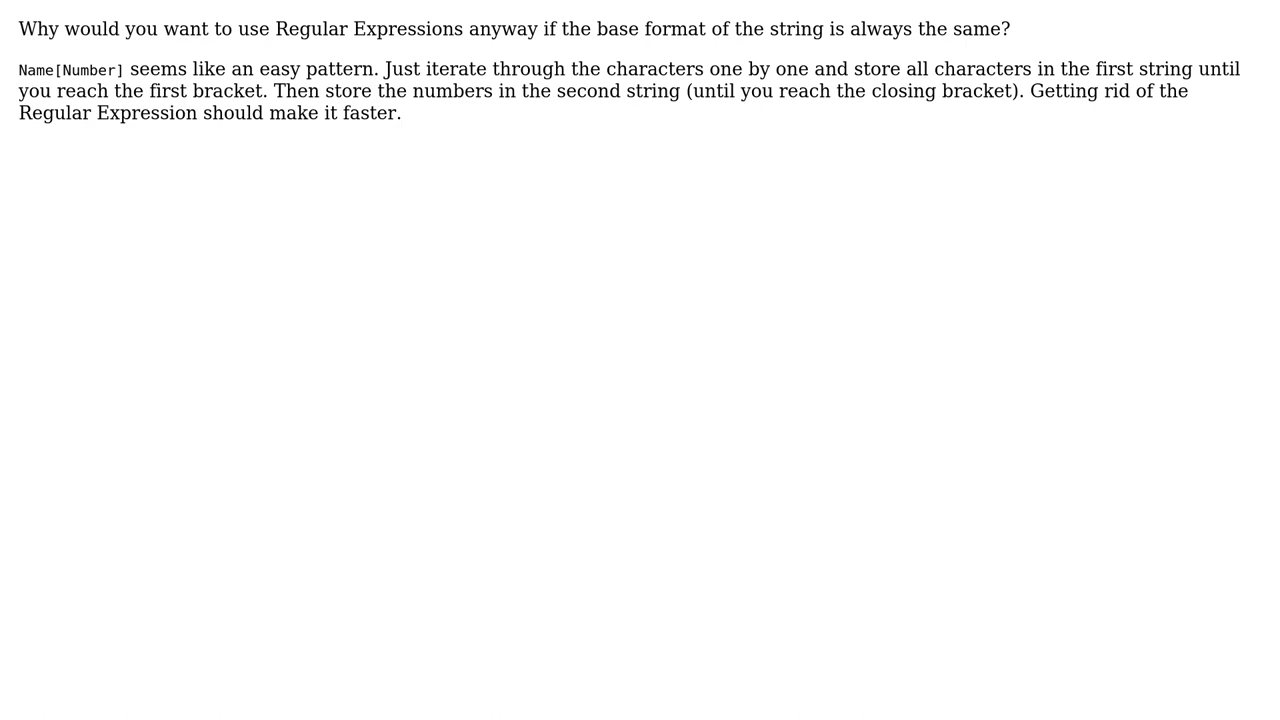 Why would you want to use Regular Expressions anyway if the base format of the string is always the same?
Name[Number] seems like an easy pattern. Just iterate through the characters one by one and store all characters in the first string until
you reach the first bracket. Then store the numbers in the second string (until you reach the closing bracket). Getting rid of the
Regular Expression should make it faster.